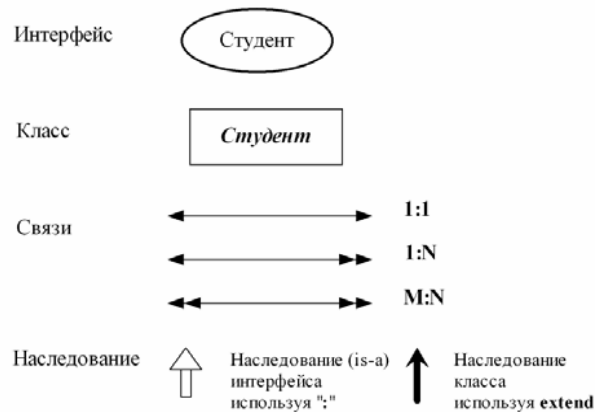 Интерфейс
Студент
Класс
Студент
Связи
1:1
1:N
M:N
Наследование
Наследование (is-a)
интерфейса
используя ":"
Наследование
класса
используя extend